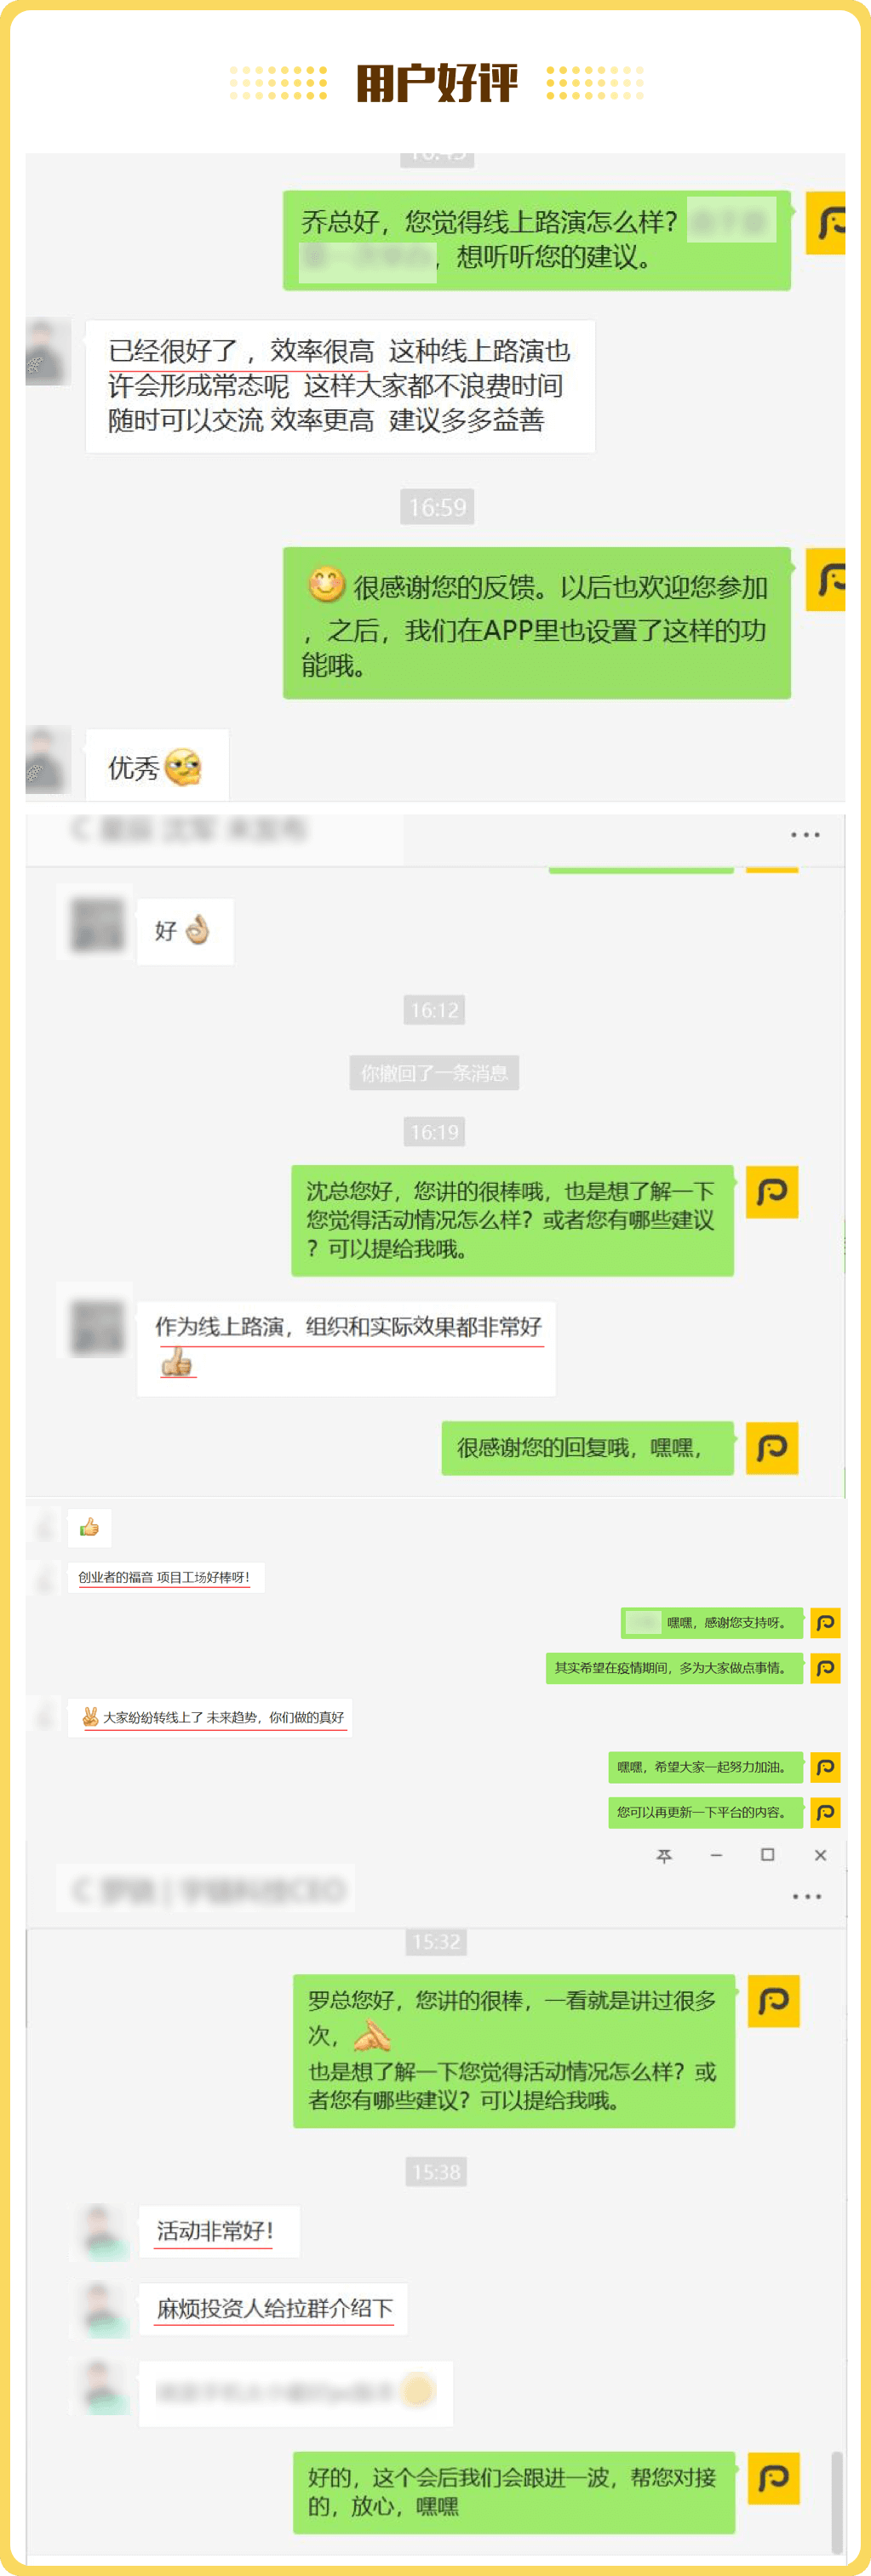 用户好评
乔总好，您觉得线上路演怎么样？
，想听听您的建议。
已经很好了 ，效率很高  这种线上路演也
许会形成常态呢  这样大家都不浪费时间
随时可以交流 效率更高  建议多多益善
16:59
很感谢您的反馈。以后也欢迎您参加
，之后，我们在APP里也设置了这样的功
能哦。
优秀
好
16:12
你撤回了一条消息
16:19
沈总您好，您讲的很棒哦，也是想了解一下
您觉得活动情况怎么样？或者您有哪些建议
？可以提给我哦。
作为线上路演，组织和实际效果都非常好
很感谢您的回复哦，嘿嘿，
创业者的福音 项目工场好棒呀！
嘿嘿，感谢您支持呀。
其实希望在疫情期间，多为大家做点事情。
大家纷纷转线上了 未来趋势，你们做的真好
嘿嘿，希望大家一起努力加油。
您可以再更新一下平台的内容。
15:32
罗总您好，您讲的很棒，一看就是讲过很多
次，
也是想了解一下您觉得活动情况怎么样？或
者您有哪些建议？可以提给我哦。
15:38
活动非常好！
麻烦投资人给拉群介绍下
好的，这个会后我们会跟进一波，帮您对接
的，放心，嘿嘿